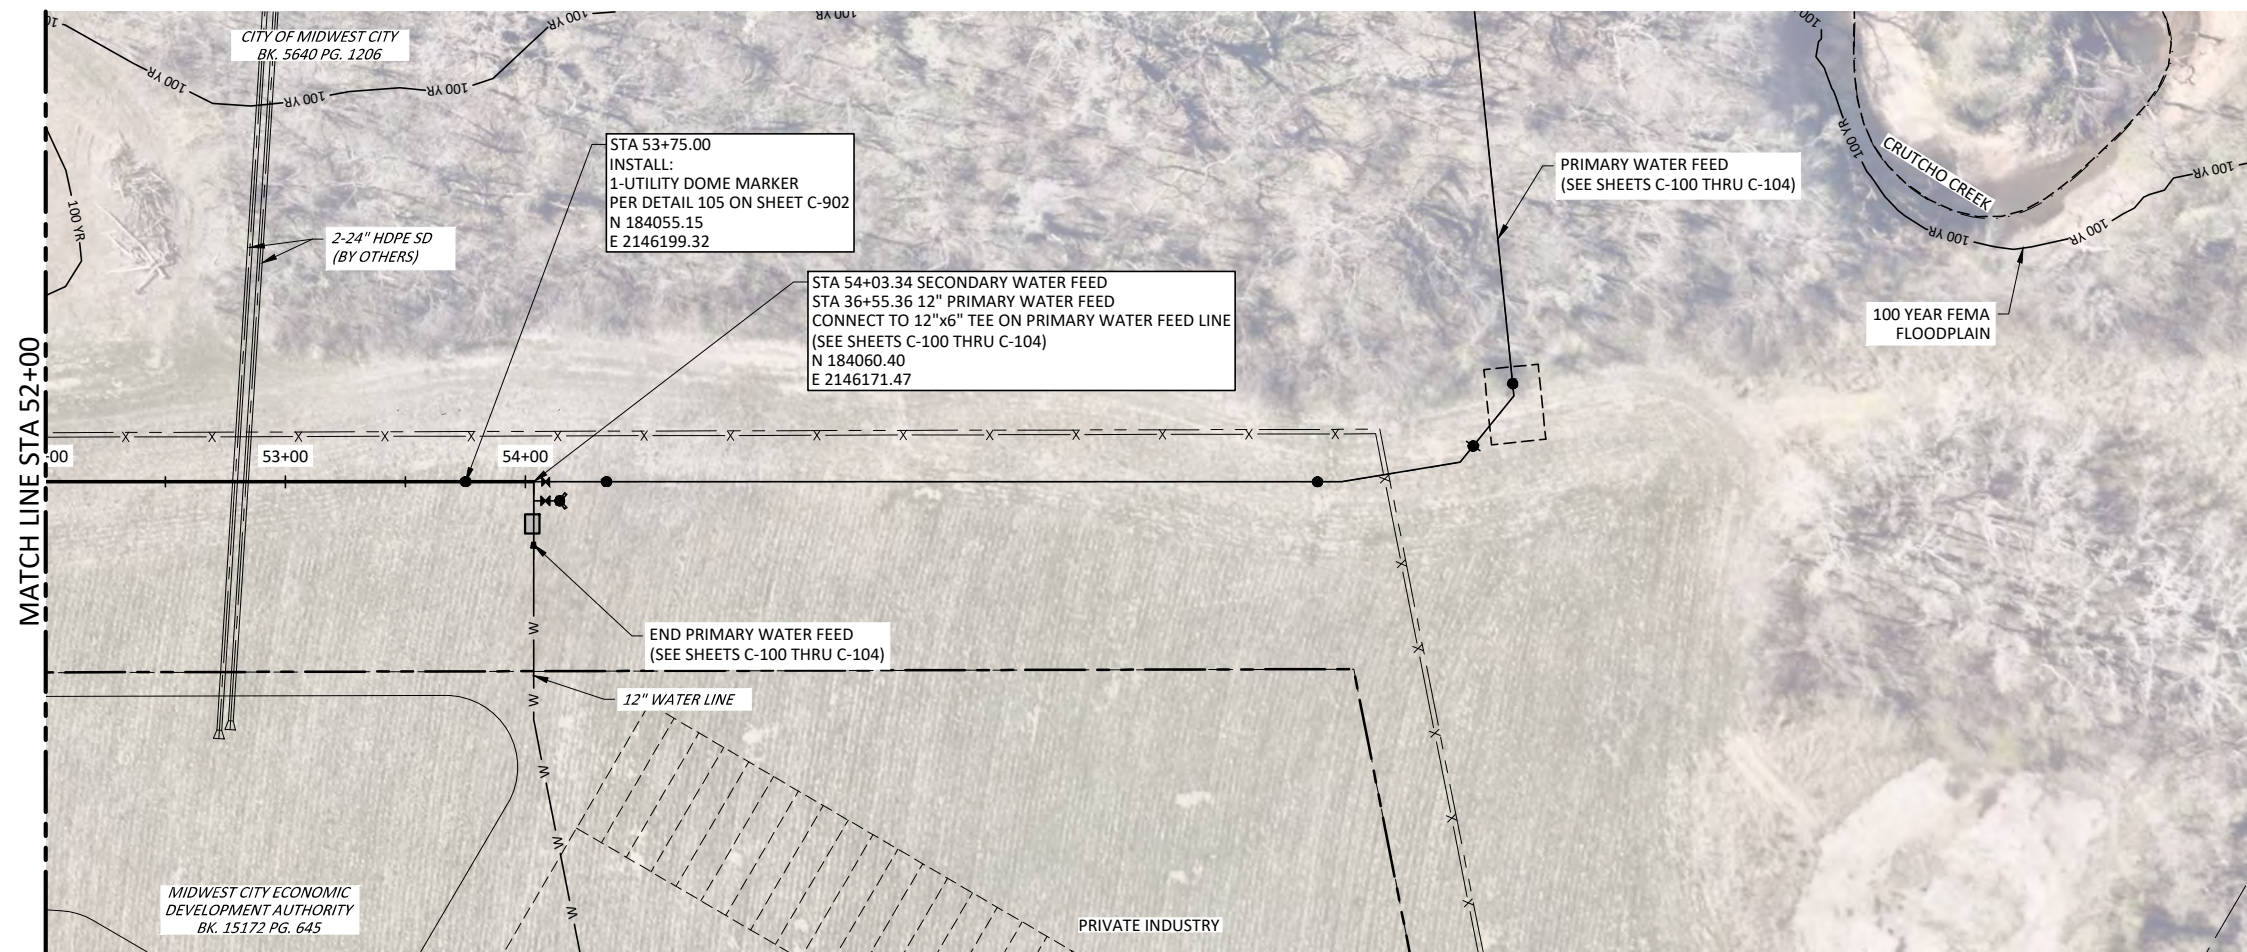 CITY OF MIDWEST CITY
BK. 5640 PG. 1206
100 YR
100 YR
100 YR
100 YR
100 YR
100 YR
100 YR
STA 53+75.00
INSTALL:
1-UTILITY DOME MARKER
PER DETAIL 105 ON SHEET C-902
N 184055.15
E 2146199.32
2-24" HDPE SD
(BY OTHERS)
PRIMARY WATER FEED
(SEE SHEETS C-100 THRU C-104)
CRUTCHO CREEK
100 YR
100 YR
100 YR
100 YR
100 YEAR FEMA
FLOODPLAIN
STA 54+03.34 SECONDARY WATER FEED
STA 36+55.36 12" PRIMARY WATER FEED
CONNECT TO 12"x6" TEE ON PRIMARY WATER FEED LINE
(SEE SHEETS C-100 THRU C-104)
N 184060.40
E 2146171.47
MATCH LINE STA 52+00
X X X X X X X X X X X X X X X
00
53+00
54+00
X
X
X
X
X
X
W
END PRIMARY WATER FEED
(SEE SHEETS C-100 THRU C-104)
W
12" WATER LINE
W
W
W
MIDWEST CITY ECONOMIC
DEVELOPMENT AUTHORITY
BK. 15172 PG. 645
PRIVATE INDUSTRY